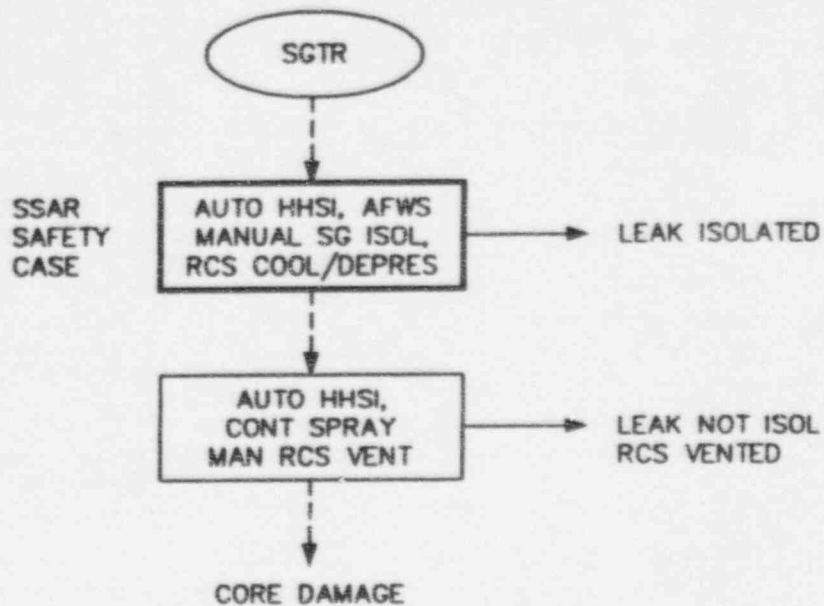 SGTR
SSAR
SAFETY
CASE
AUTO HHSI, AFWS
MANUAL SG ISOL,
RCS COOL/DEPRES
LEAK ISOLATED
AUTO HHSI,
CONT SPRAY
MAN RCS VENT
LEAK NOT ISOL
RCS VENTED
CORE DAMAGE